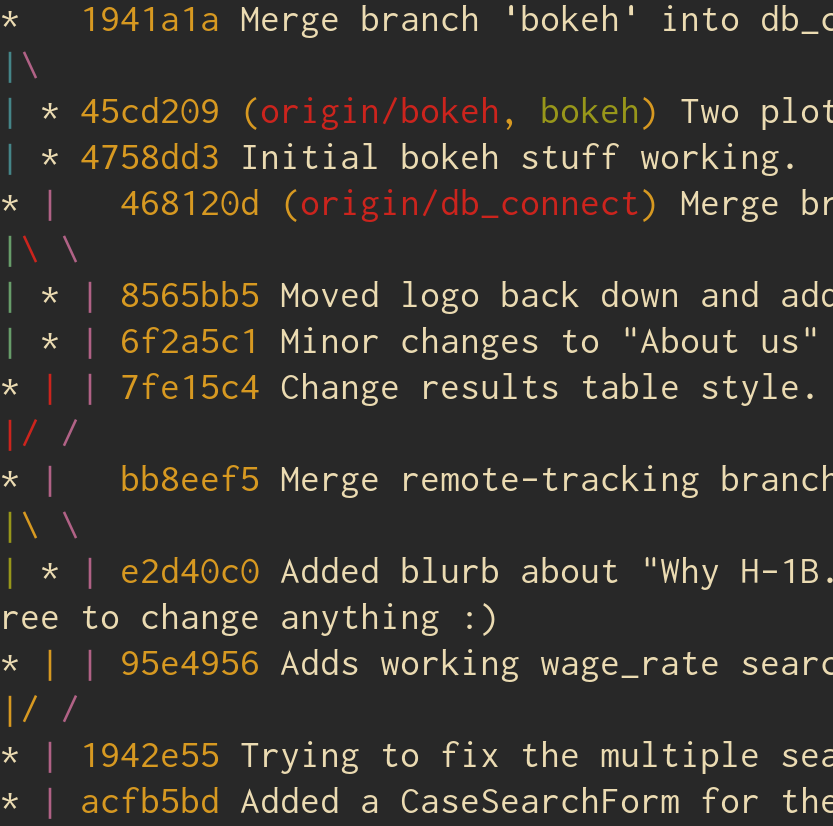 *   1941a1a Merge branch 'bokeh' into db_c
|\
| * 45cd209 (origin/bokeh, bokeh) Two plot
| * 4758dd3 Initial bokeh stuff working.
* |   468120d (origin/db_connect) Merge br
|\ \
| * | 8565bb5 Moved logo back down and add
| * | 6f2a5c1 Minor changes to "About us"
* | | 7fe15c4 Change results table style.
|/ /
* |   bb8eef5 Merge remote-tracking branch
|\ \
| * | e2d40c0 Added blurb about "Why H-1B.
ree to change anything :)
* | | 95e4956 Adds working wage_rate searc
|/ /
* | 1942e55 Trying to fix the multiple sea
* | acfb5bd Added a CaseSearchForm for the